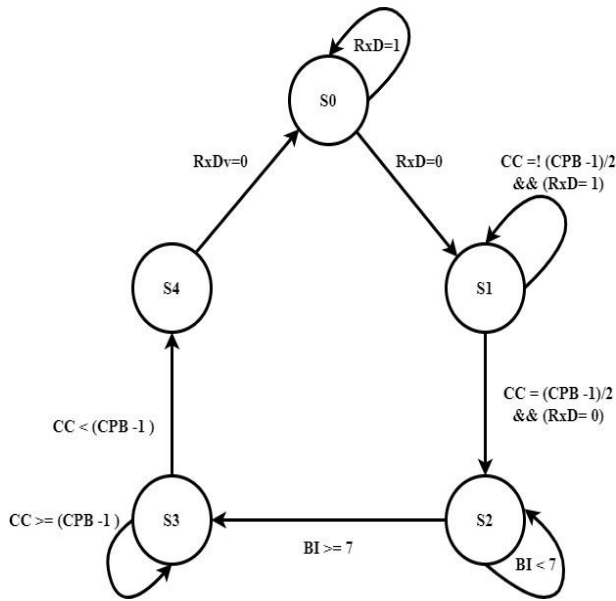 RxD=1
S0
RxDv=0
RxD=0
CC =! (CPB -1)/2
&& (RxD= 1)
S4
S1
CC = (CPB -1)/2
&& (RxD= 0)
CC < (CPB -1 )
CC >= (CPB -1 )
S3
S2
BI >= 7
BI < 7